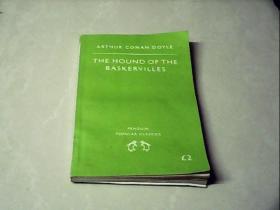 ARTHUR CONAN DOYLE
THE HOUND OF THE
BASKERVILLES
PENGUIN
POPULAR CLASSICS
£2